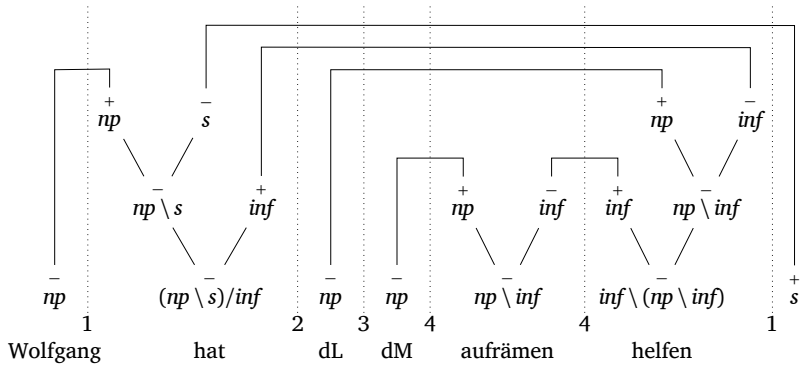 + − + −
np s np inf
− + + − + −
np \ s inf np inf inf np \ inf
− − − − − − +
np (np \ s)/inf np np np \ inf inf \ (np \ inf) s
1 2 3 4 4 1
Wolfgang hat dL dM aufrämen helfen